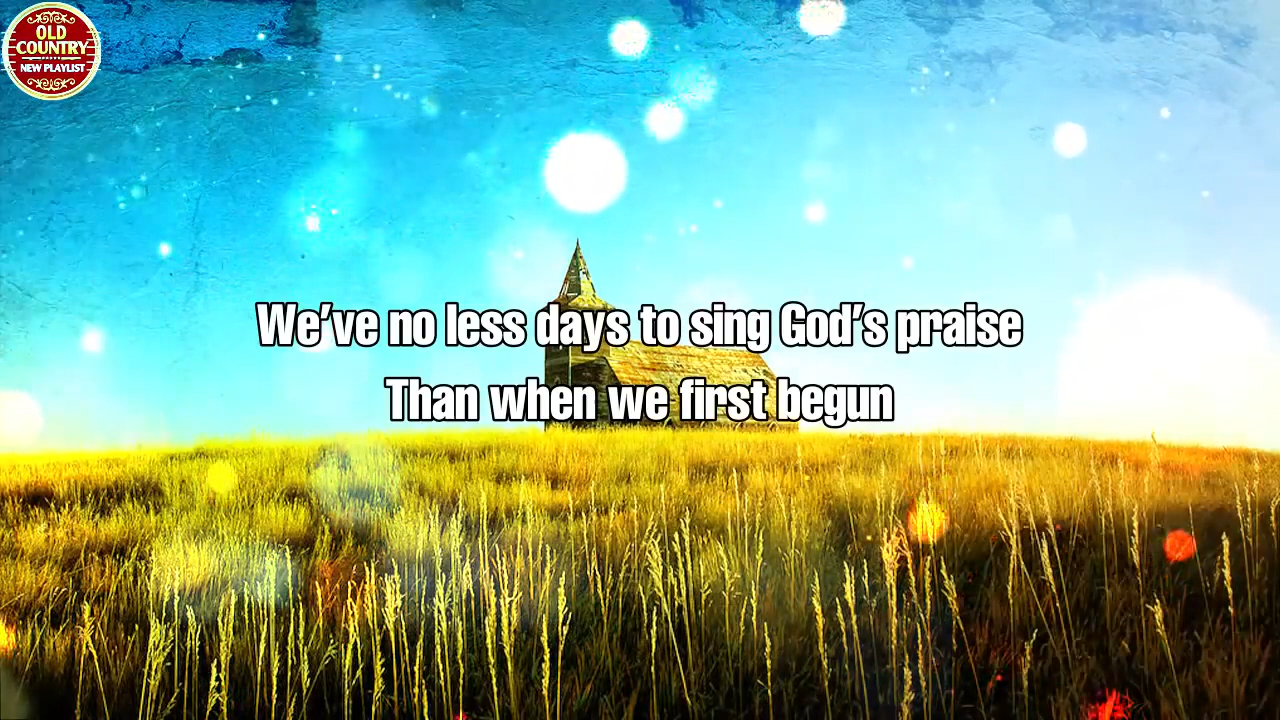 OLD
COUNTRY
NEW PLAYLIST
We've no less days to sing God's praise
Than when we first begun